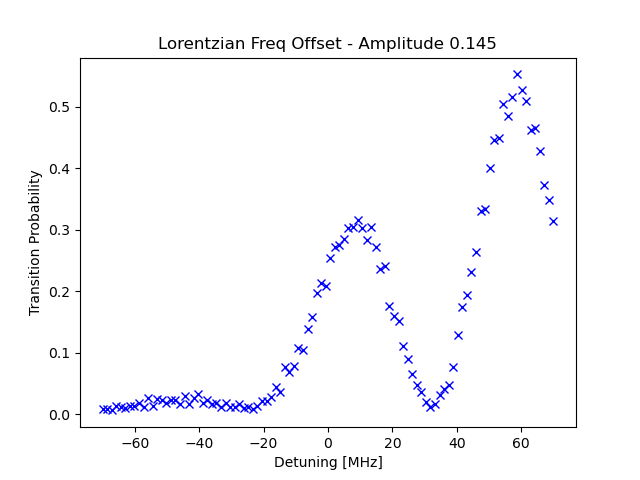 Lorentzian Freq Offset - Amplitude 0.145
Transition Probability
0.5
0.4
0.3
0.2
0.1
0.0
−60 −40 −20 0 20 40 60
Detuning [MHz]